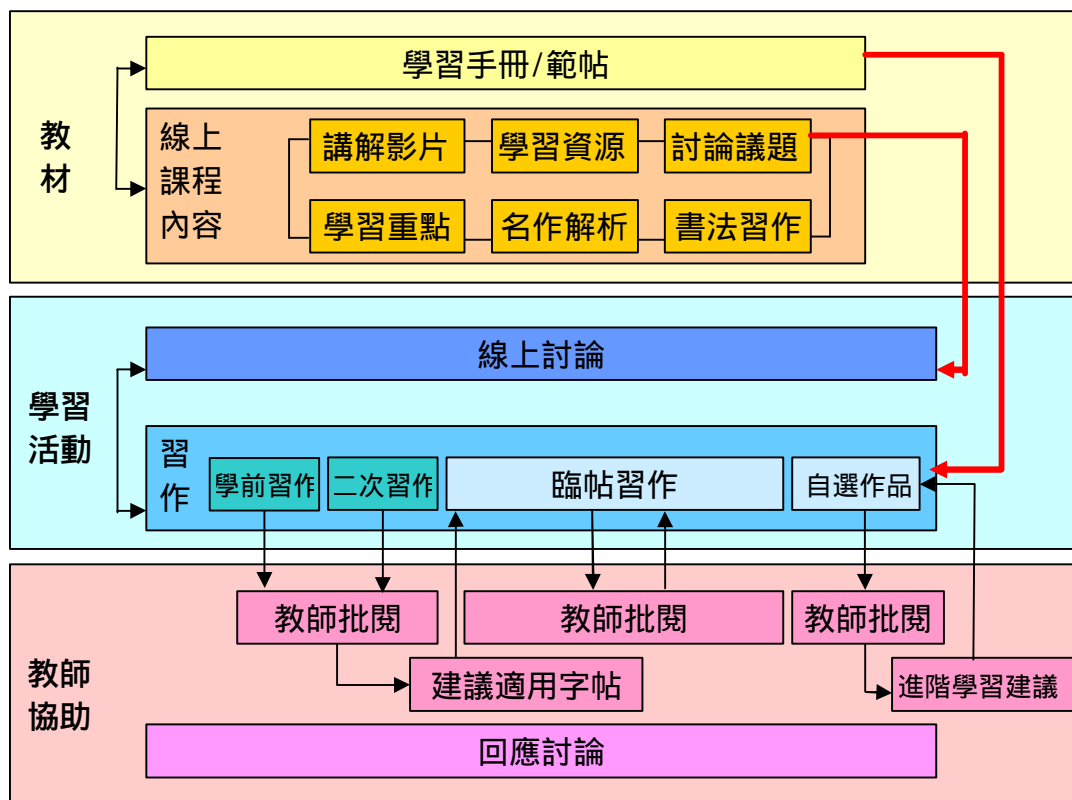 教
材
學習手冊/範帖
線上
課程
內容
講解影片
學習資源
討論議題
學習重點
名作解析
書法習作
學習
活動
線上討論
習
作
學前習作
二次習作
臨帖習作
自選作品
教師
協助
教師批閱
教師批閱
教師批閱
建議適用字帖
進階學習建議
回應討論